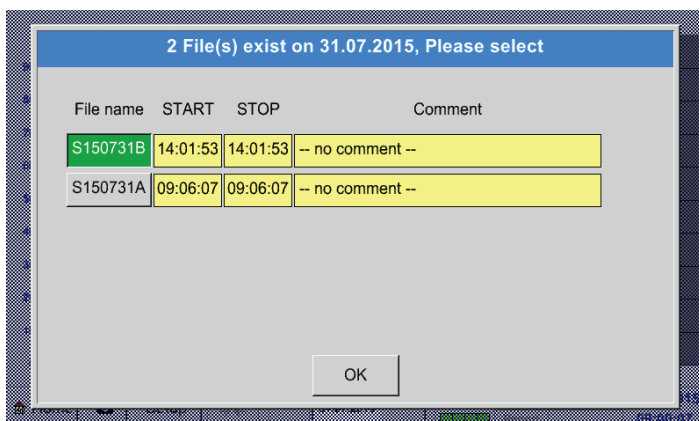 2 File(s) exist on 31.07.2015, Please select
File name START STOP Comment
S150731B 14:01:53 14:01:53 -- no comment --
S150731A 09:06:07 09:06:07 -- no comment --
OK